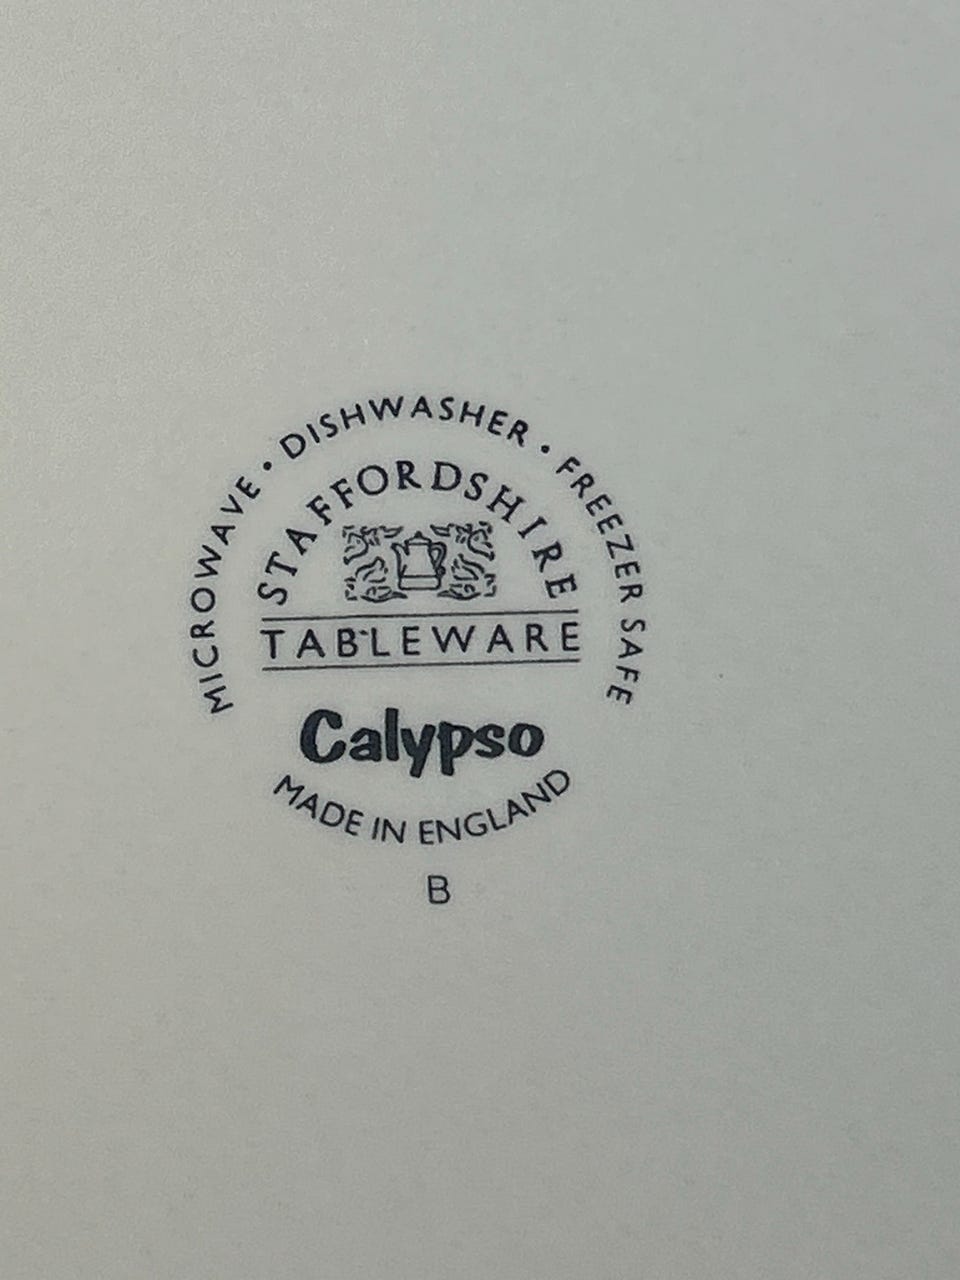 MICROWAVE • DISHWASHER • FREEZER SAFE
STAFFORDSHIRE
TABLEWARE
Calypso
MADE IN ENGLAND
B